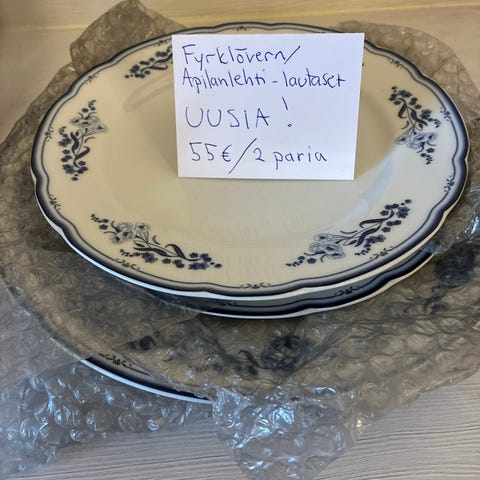 Fyrklövern/
Apilanlehti-lautaset
UUSIA!
55€/2 paria